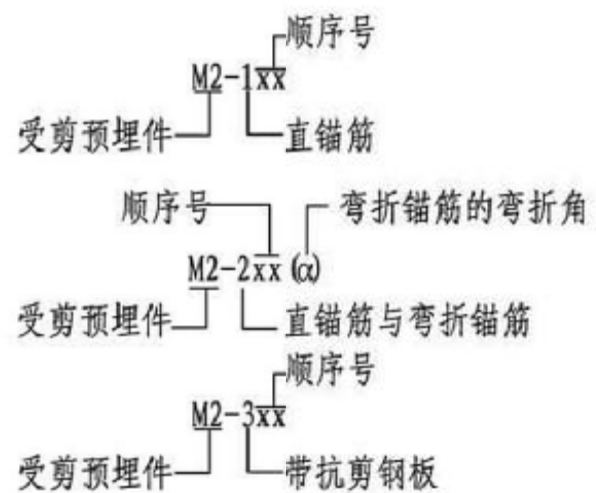 顺序号
M2-1xx
受剪预埋件 直锚筋
顺序号 弯折锚筋的弯折角
M2-2xx(α)
受剪预埋件 直锚筋与弯折锚筋
顺序号
M2-3xx
受剪预埋件 带抗剪钢板